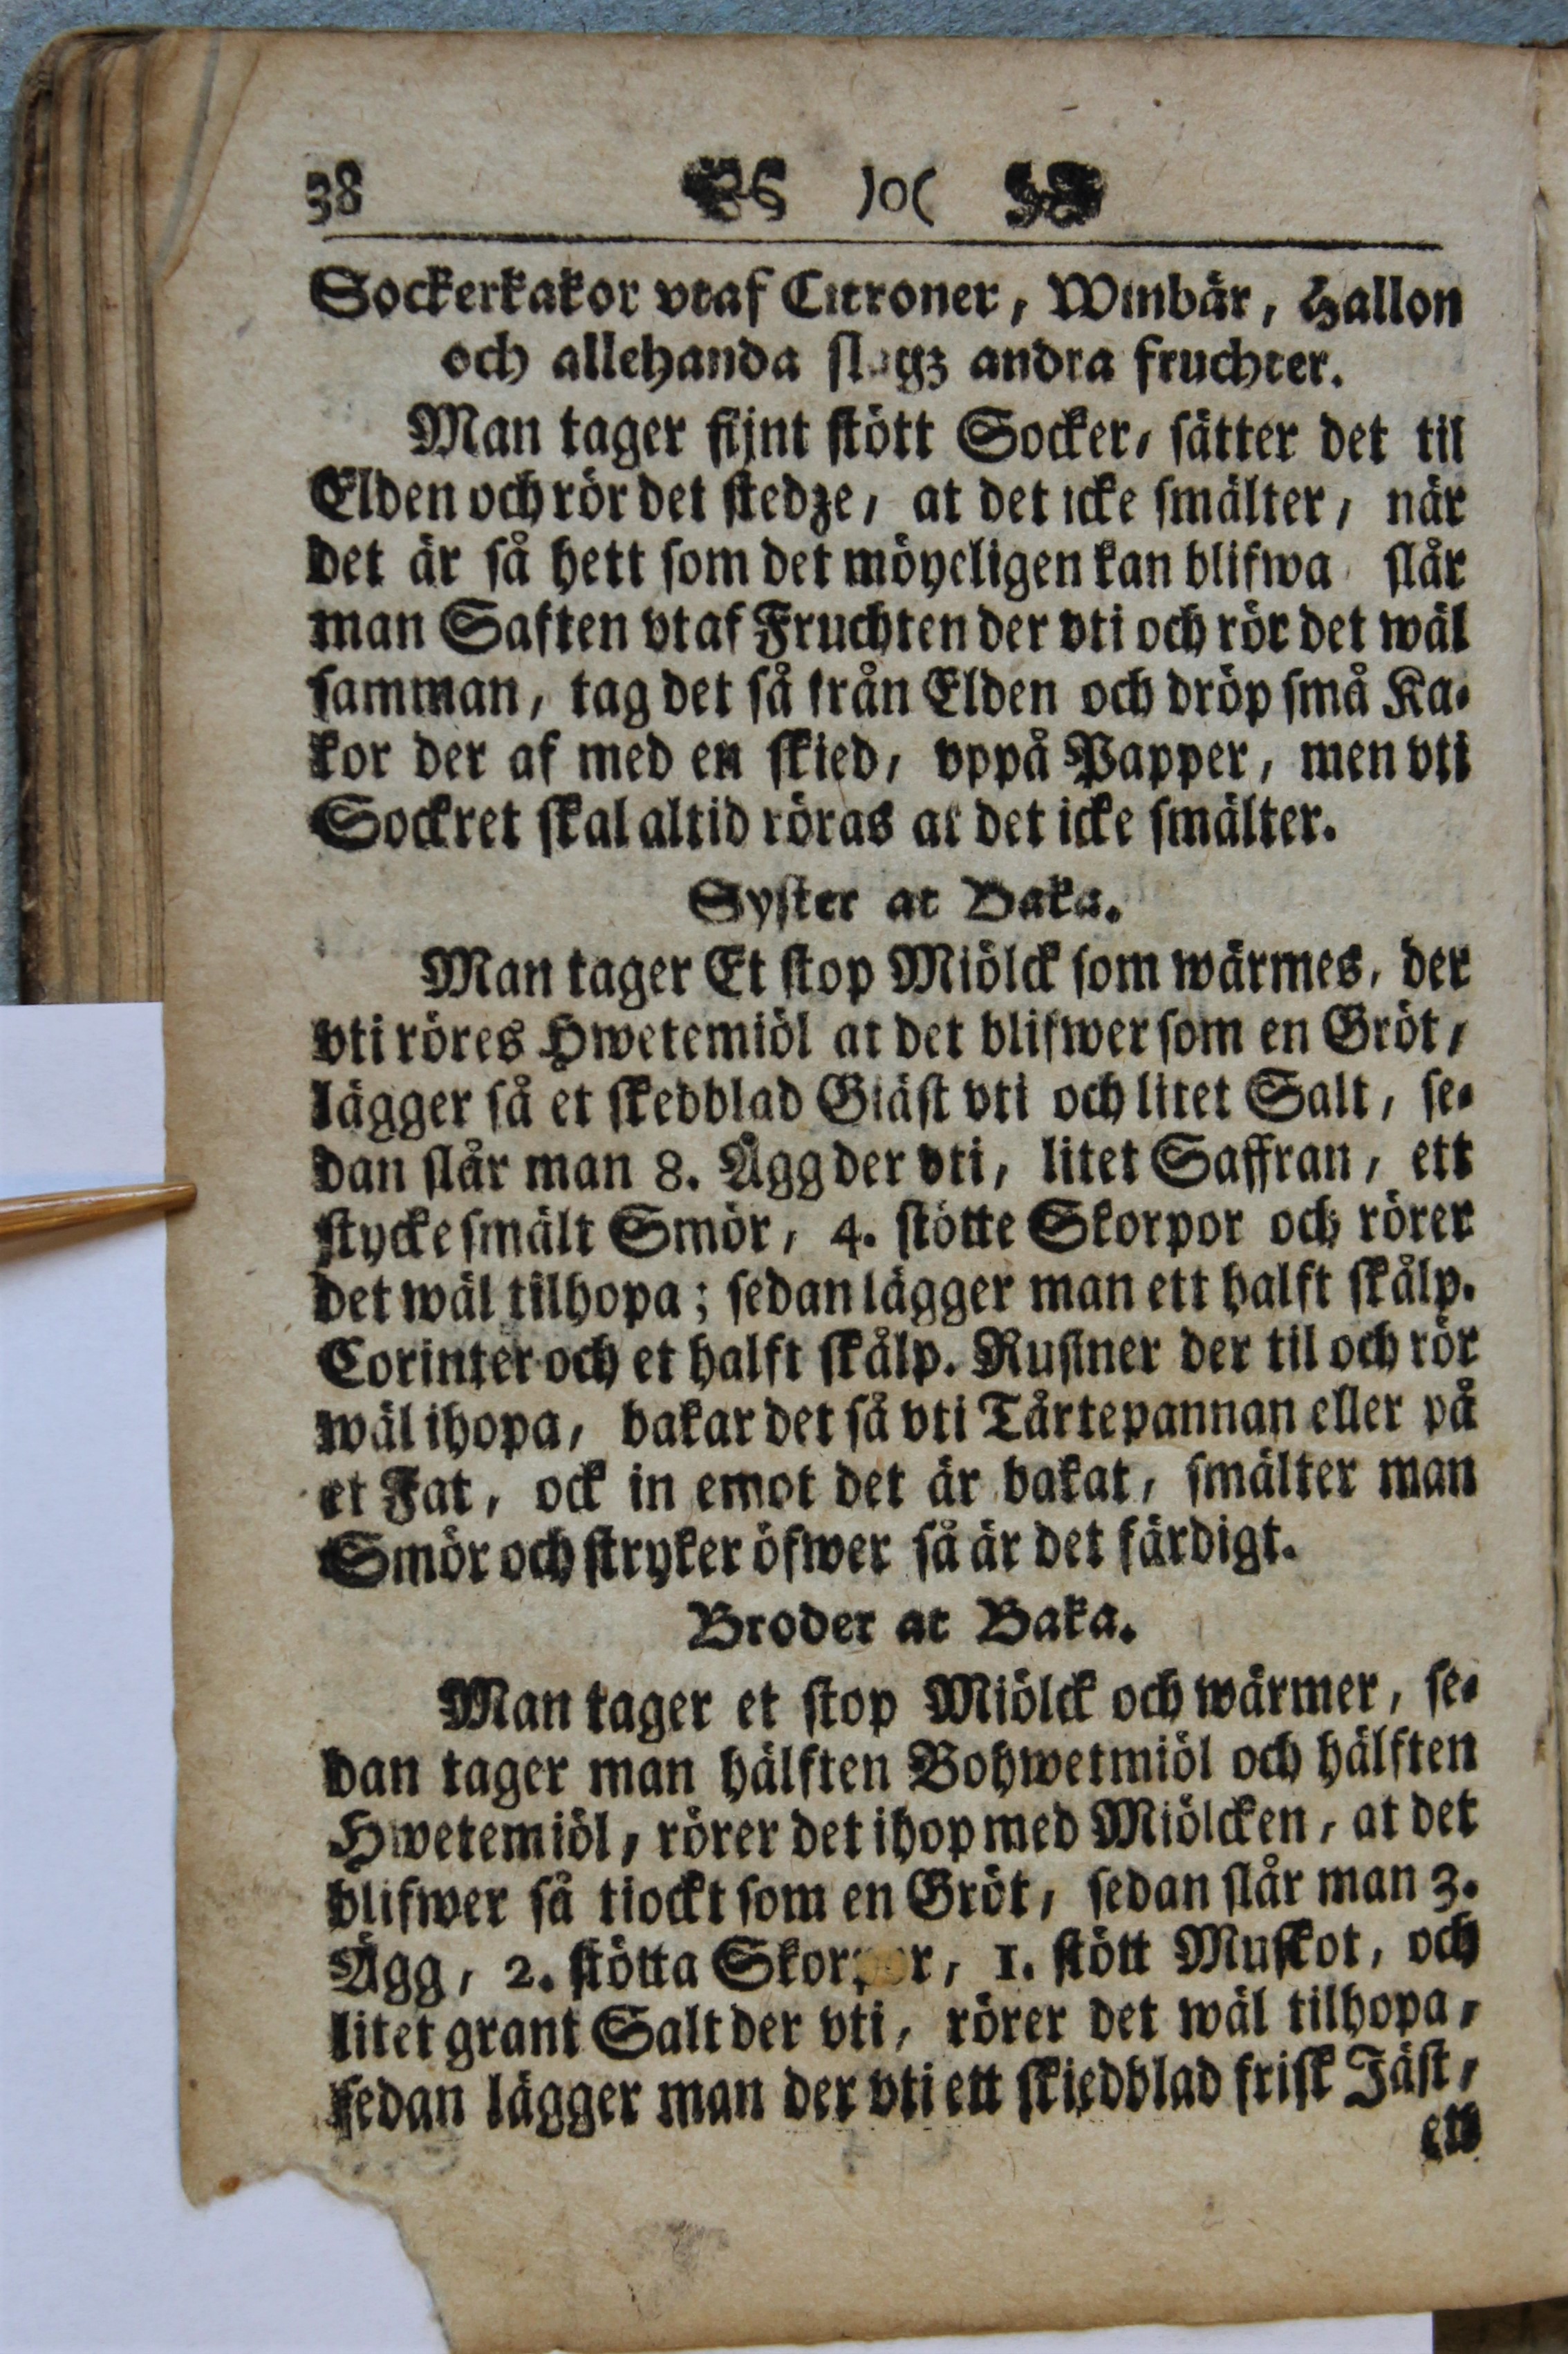 38 )o(
Sockerkakor vtaf Citroner, Winbär, Hallon
och allehanda slagz andra fruchter.
Man tager fijnt stött Socker, sätter det til
Elden och rör det stedze, at det icke smälter, när
det är så hett som det möyeligen kan blifwa slår
man Saften vtaf Fruchten der vti och rör det wäl
samman, tag det så från Elden och dröp små Ka-
kor der af med en skied, vppå Papper, men vti
Sockret skal altid röras at det icke smälter.
Syster at Baka.
Man tager Et stop Miölck som wärmes, der
vti röres Hwetemiöl at det blifwer som en Gröt,
lägger så et skedblad Giäst vti och litet Salt, se-
dan slår man 8. Ägg der vti, litet Saffran, ett
stycke smält Smör, 4. stötte Skorpor och rörer
det wäl tilhopa; sedan lägger man ett halft skålp.
Corinter och et halft skålp. Rusiner der til och rör
wäl ihopa, bakar det så vti Tårtepannan eller på
et Fat, ock in emot det är bakat, smälter man
Smör och stryker öfwer så är det färdigt.
Broder at Baka.
Man tager et stop Miölck och wärmer, se-
dan tager man hälften Bohwetmiöl och hälften
Hwetemiöl, rörer det ihop med Miölcken, at det
blifwer så tiockt som en Gröt, sedan slår man 3.
Ägg, 2. stötta Skorpor, 1. stött Muskot, och
litet grant Salt der vti, rörer det wäl tilhopa,
sedan lägger man der vti ett skiedblad frisk Jäst,